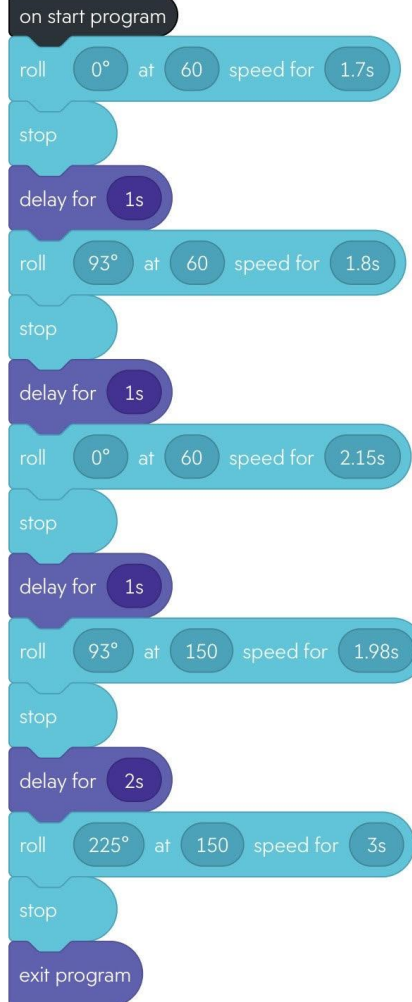 on start program
roll 0° at 60 speed for 1.7s
stop
delay for 1s
roll 93° at 60 speed for 1.8s
stop
delay for 1s
roll 0° at 60 speed for 2.15s
stop
delay for 1s
roll 93° at 150 speed for 1.98s
stop
delay for 2s
roll 225° at 150 speed for 3s
stop
exit program